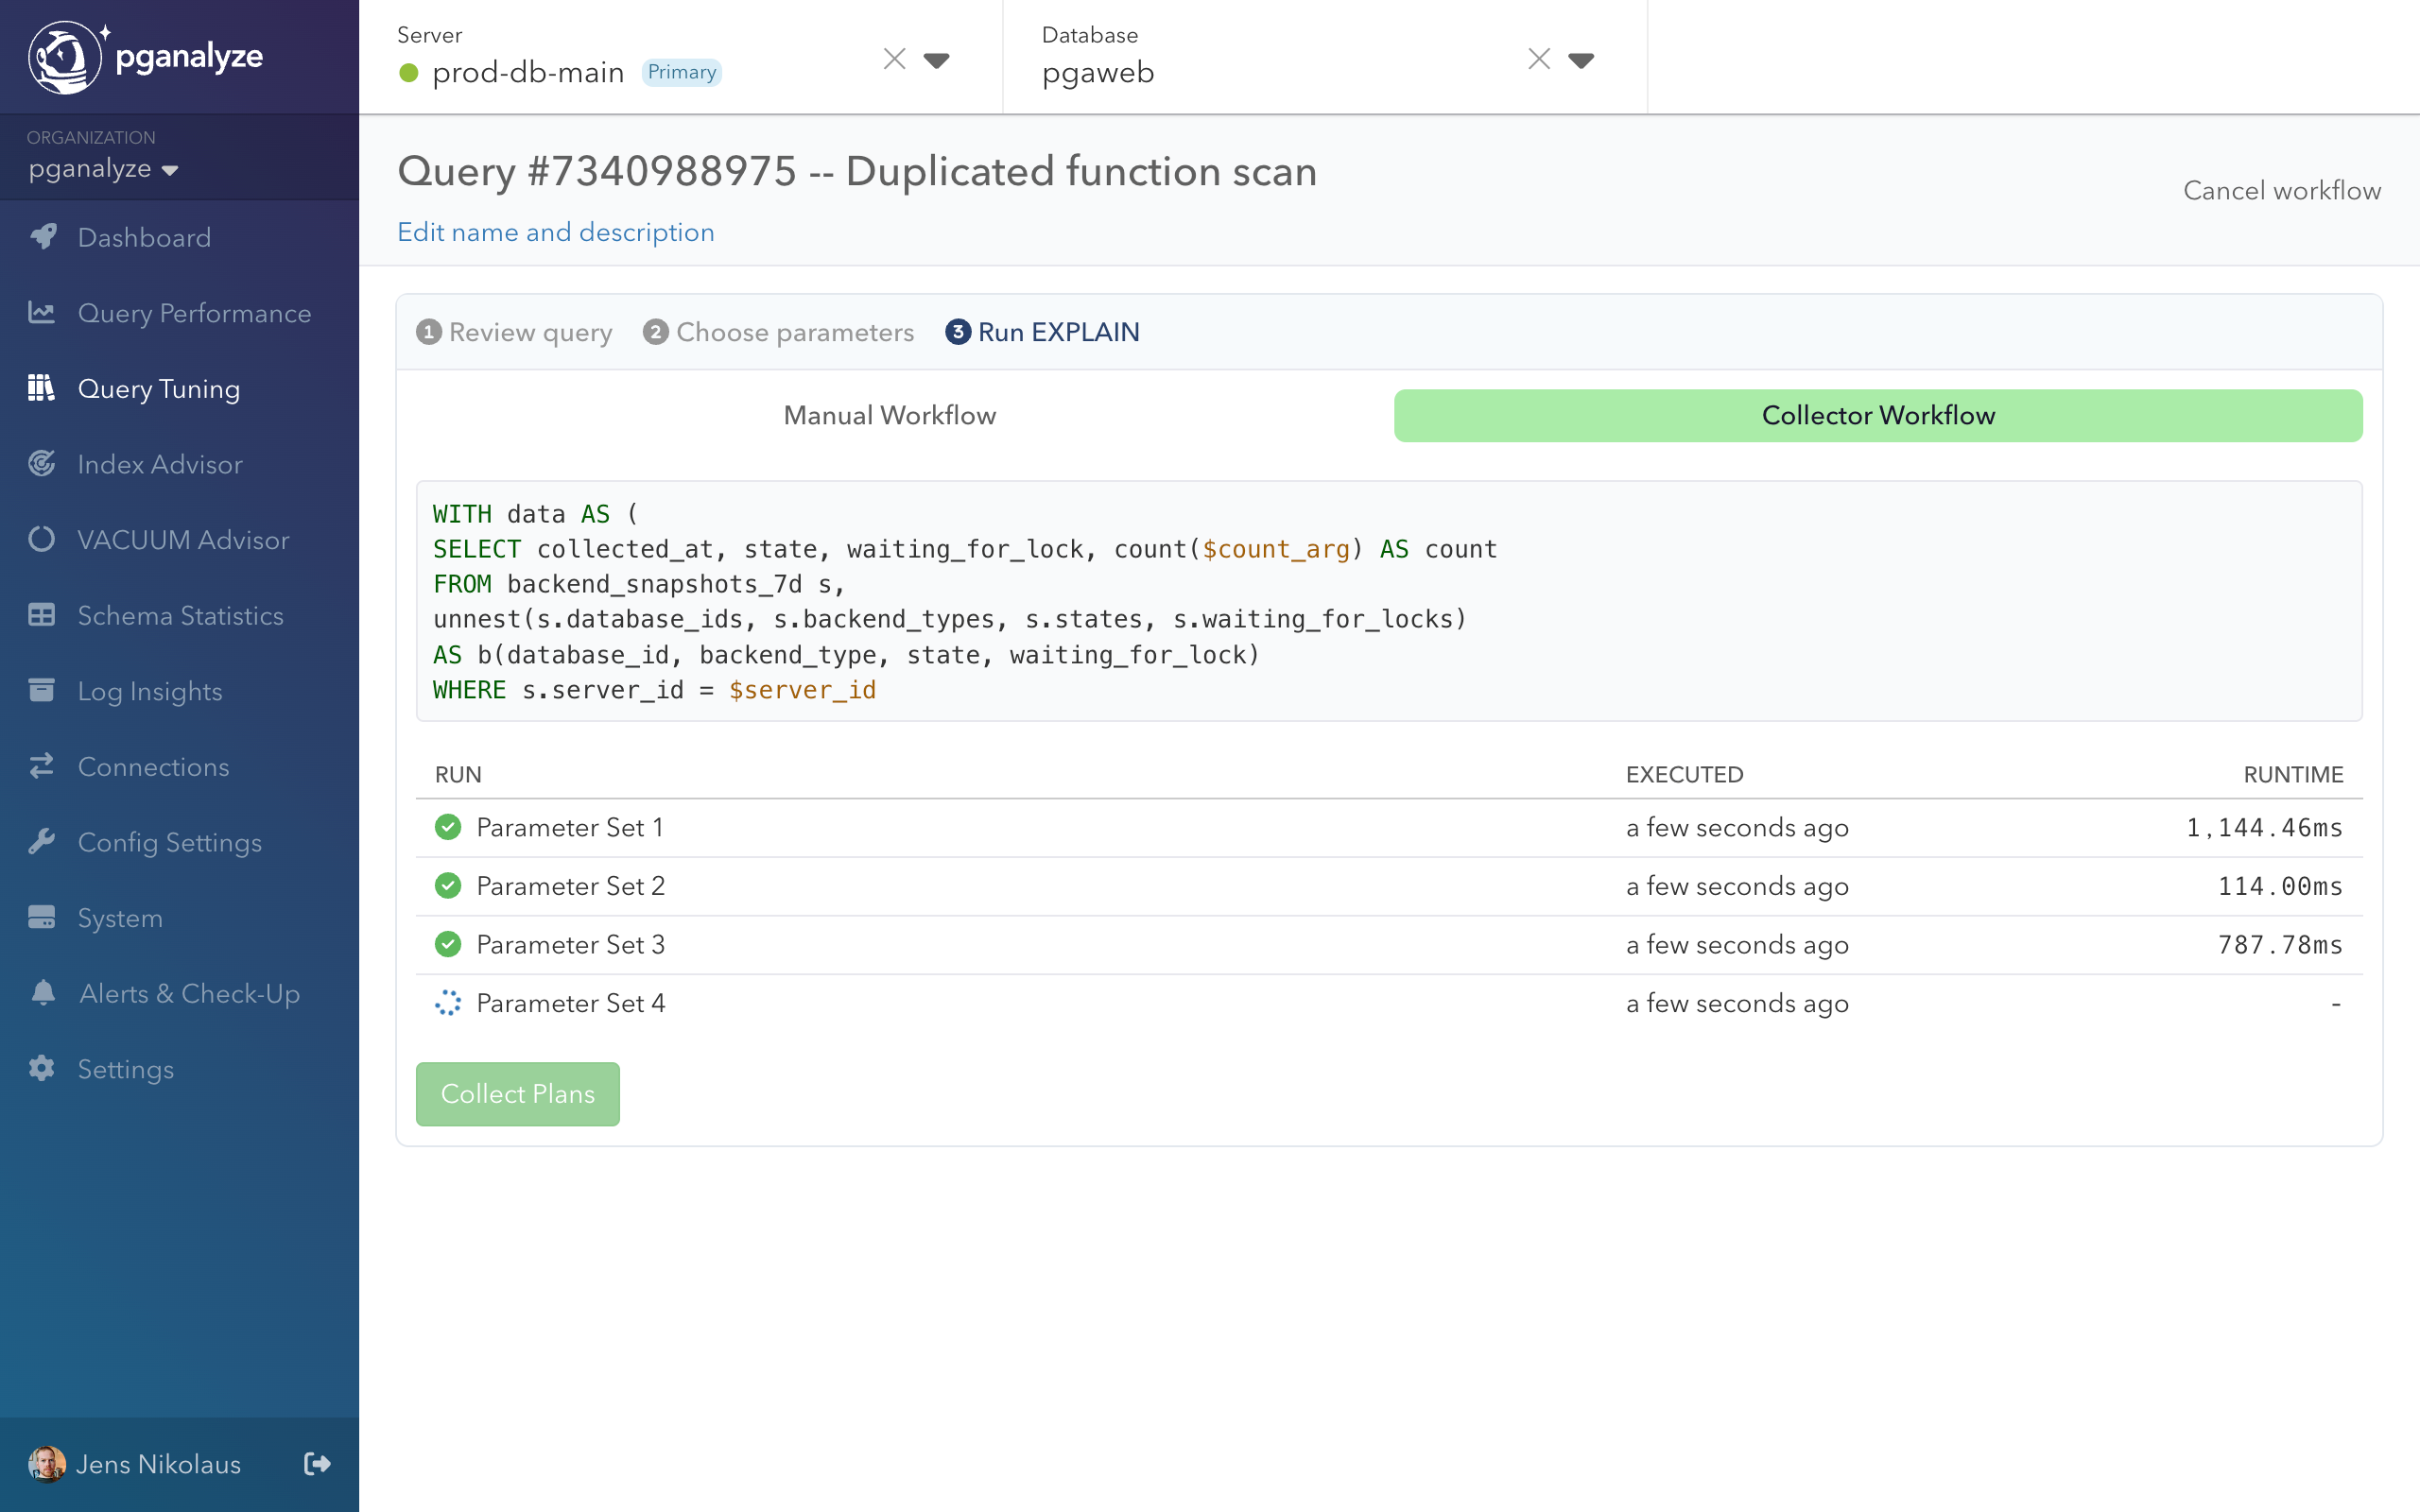 pganalyze
ORGANIZATION
pganalyze
Dashboard
Query Performance
Query Tuning
Index Advisor
VACUUM Advisor
Schema Statistics
Log Insights
Connections
Config Settings
System
Alerts & Check-Up
Settings
Jens Nikolaus
Server
prod-db-main Primary
Database
pgaweb
Query #7340988975 -- Duplicated function scan
Cancel workflow
Edit name and description
1 Review query 2 Choose parameters 3 Run EXPLAIN
Manual Workflow Collector Workflow
WITH data AS (
SELECT collected_at, state, waiting_for_lock, count($count_arg) AS count
FROM backend_snapshots_7d s,
unnest(s.database_ids, s.backend_types, s.states, s.waiting_for_locks)
AS b(database_id, backend_type, state, waiting_for_lock)
WHERE s.server_id = $server_id
RUN EXECUTED RUNTIME
Parameter Set 1 a few seconds ago 1,144.46ms
Parameter Set 2 a few seconds ago 114.00ms
Parameter Set 3 a few seconds ago 787.78ms
Parameter Set 4 a few seconds ago -
Collect Plans